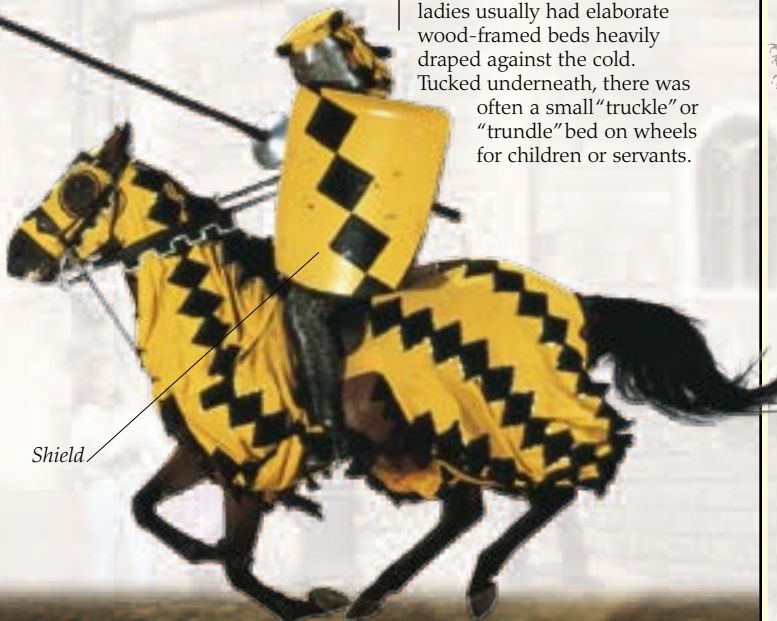 ladies usually had elaborate
wood-framed beds heavily
draped against the cold.
Tucked underneath, there was
often a small “truckle” or
“trundle” bed on wheels
for children or servants.
Shield